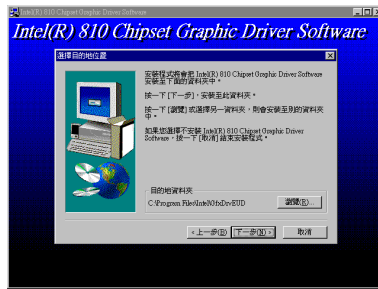 Intel(R) 810 Chipset Graphic Driver Software
Intel(R) 810 Chipset Graphic Driver Software
選擇目的地位置
安裝程式將會把 Intel(R) 810 Chipset Graphic Driver Software
安裝至下面的資料夾中。
按一下 [下一步],安裝至此資料夾。
按一下 [瀏覽] 或選擇另一資料夾,則會安裝至別的資料夾
中。
如果您選擇不安裝 Intel(R) 810 Chipset Graphic Driver
Software,按一下 [取消] 結束安裝程式。
目的地資料夾
C:\Program Files\Intel\GfxDrvEUD
瀏覽(R)...
<上一步(B)
下一步(N)>
取消